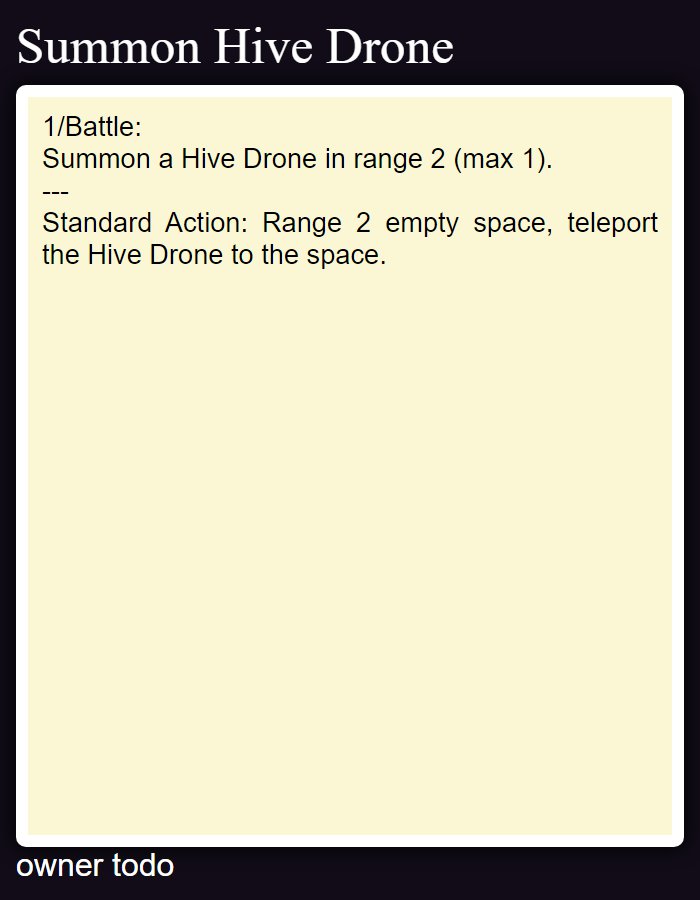 Summon Hive Drone
1/Battle:
Summon a Hive Drone in range 2 (max 1).
---
Standard Action: Range 2 empty space, teleport
the Hive Drone to the space.
owner todo